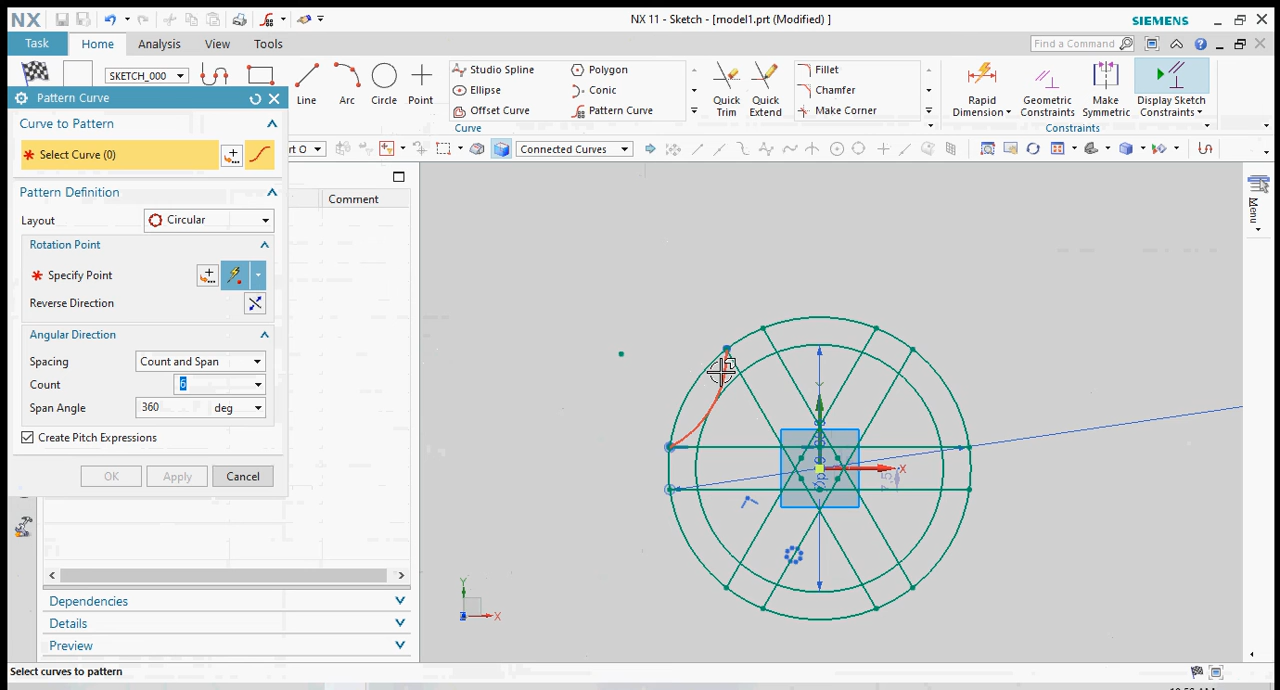 NX
NX 11 - Sketch - [model1.prt (Modified) ]
SIEMENS
Task
Home
Analysis
View
Tools
Find a Command
SKETCH_000
Line
Arc
Circle
Point
Studio Spline
Ellipse
Offset Curve
Polygon
Conic
Pattern Curve
Curve
Quick
Trim
Quick
Extend
Fillet
Chamfer
Make Corner
Rapid
Dimension
Geometric
Constraints
Make
Symmetric
Display Sketch
Constraints
Constraints
Connected Curves
Pattern Curve
Curve to Pattern
* Select Curve (0)
Pattern Definition
Layout
Circular
Rotation Point
* Specify Point
Reverse Direction
Angular Direction
Spacing
Count and Span
Count
6
Span Angle
360
deg
Create Pitch Expressions
OK
Apply
Cancel
Comment
Dependencies
Details
Preview
Menu
X
Y
X
Select curves to pattern